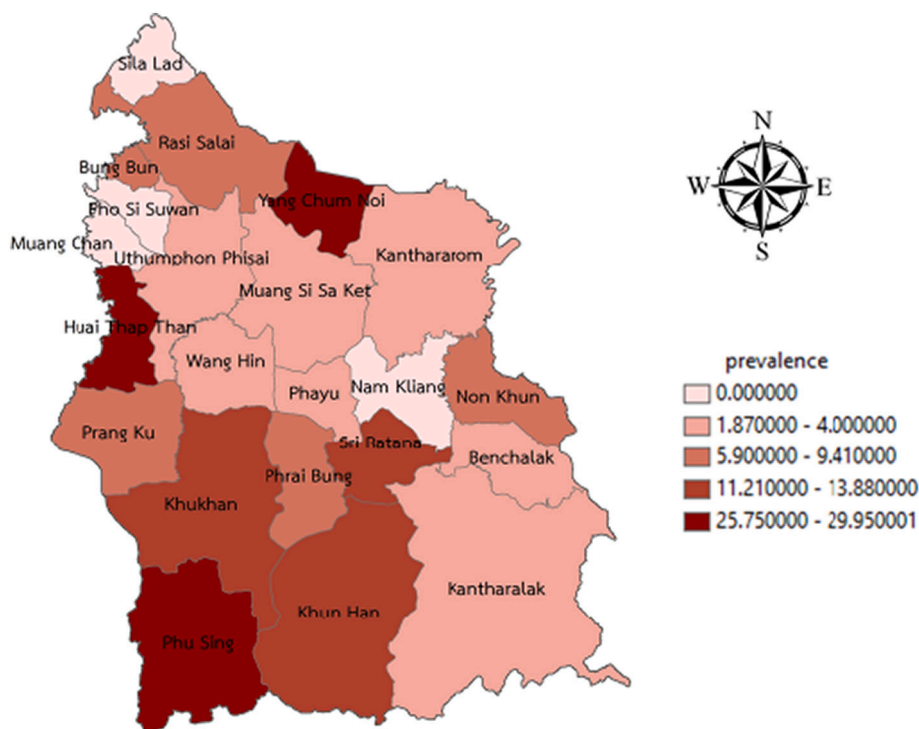 Sila Lad
Rasi Salai
Bung Bun
Yang Chum Noi
Pho Si Suwan
Muang Chan
Uthumphon Phisai
Kanthararom
Muang Si Sa Ket
Huai Thap Than
Wang Hin
Phayu
Nam Kliang
Non Khun
Prang Ku
Sri Ratana
Benchalak
Phrai Bung
Khukhan
Kantharalak
Khun Han
Phu Sing
N
W
E
S
prevalence
0.000000
1.870000 - 4.000000
5.900000 - 9.410000
11.210000 - 13.880000
25.750000 - 29.950001